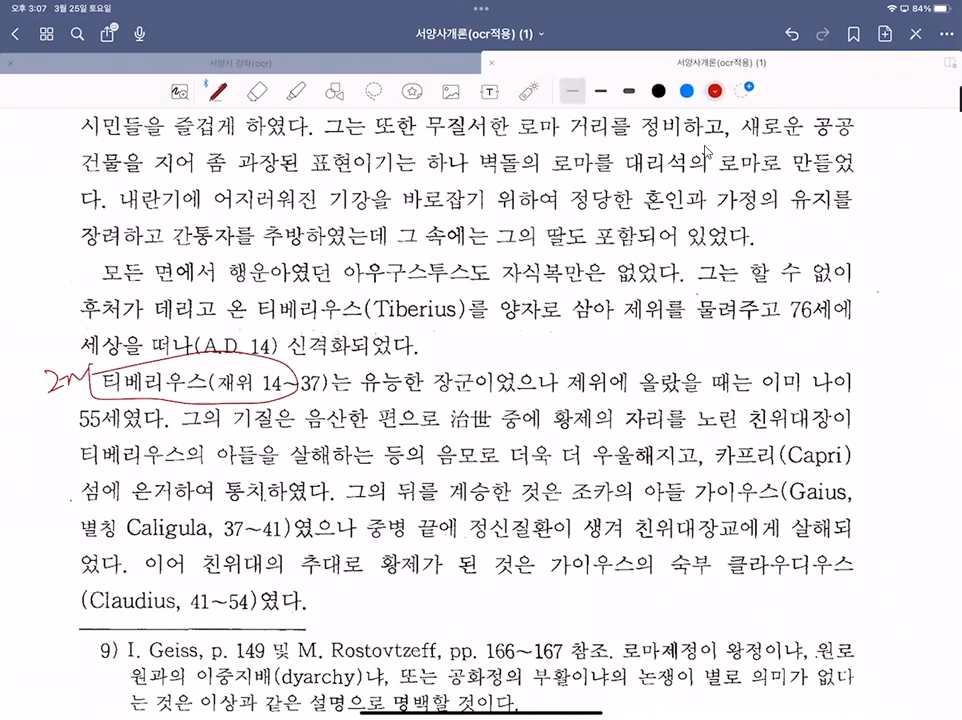 오후 3:07 3월 25일 토요일
84%
서양사개론(ocr적용) (1)
서양사 강좌(ocr)
서양사개론(ocr적용) (1)
시민들을 즐겁게 하였다. 그는 또한 무질서한 로마 거리를 정비하고, 새로운 공공
건물을 지어 좀 과장된 표현이기는 하나 벽돌의 로마를 대리석의 로마로 만들었
다. 내란기에 어지러워진 기강을 바로잡기 위하여 정당한 혼인과 가정의 유지를
장려하고 간통자를 추방하였는데 그 속에는 그의 딸도 포함되어 있었다.
모든 면에서 행운아였던 아우구스투스도 자식복만은 없었다. 그는 할 수 없이
후처가 데리고 온 티베리우스(Tiberius)를 양자로 삼아 제위를 물려주고 76세에
세상을 떠나(A.D. 14) 신격화되었다.
티베리우스(재위 14~37)는 유능한 장군이었으나 제위에 올랐을 때는 이미 나이
55세였다. 그의 기질은 음산한 편으로 治世 중에 황제의 자리를 노린 친위대장이
티베리우스의 아들을 살해하는 등의 음모로 더욱 더 우울해지고, 카프리(Capri)
섬에 은거하여 통치하였다. 그의 뒤를 계승한 것은 조카의 아들 가이우스(Gaius,
별칭 Caligula, 37~41)였으나 중병 끝에 정신질환이 생겨 친위대장교에게 살해되
었다. 이어 친위대의 추대로 황제가 된 것은 가이우스의 숙부 클라우디우스
(Claudius, 41~54)였다.
9) I. Geiss, p. 149 및 M. Rostovtzeff, pp. 166~167 참조. 로마제정이 왕정이냐, 원로
원과의 이중지배(dyarchy)냐, 또는 공화정의 부활이냐의 논쟁이 별로 의미가 없다
는 것은 이상과 같은 설명으로 명백할 것이다.